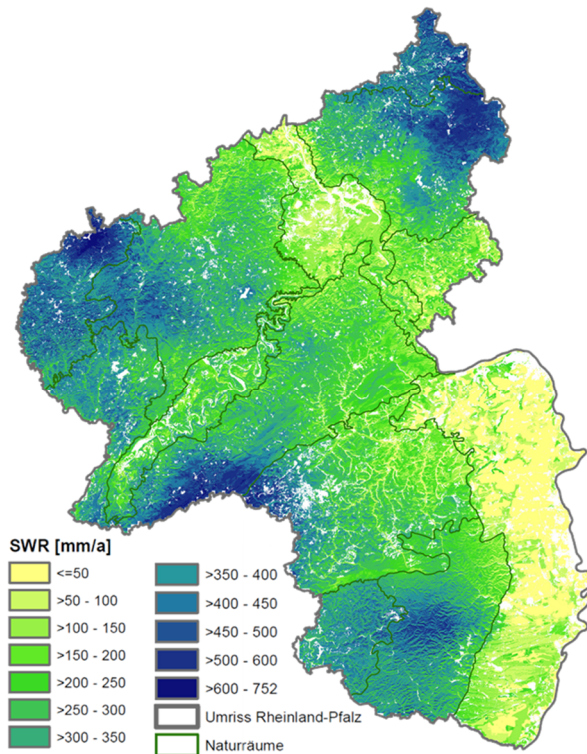 SWR [mm/a]
<=50
>50 - 100
>100 - 150
>150 - 200
>200 - 250
>250 - 300
>300 - 350
>350 - 400
>400 - 450
>450 - 500
>500 - 600
>600 - 752
Umriss Rheinland-Pfalz
Naturräume